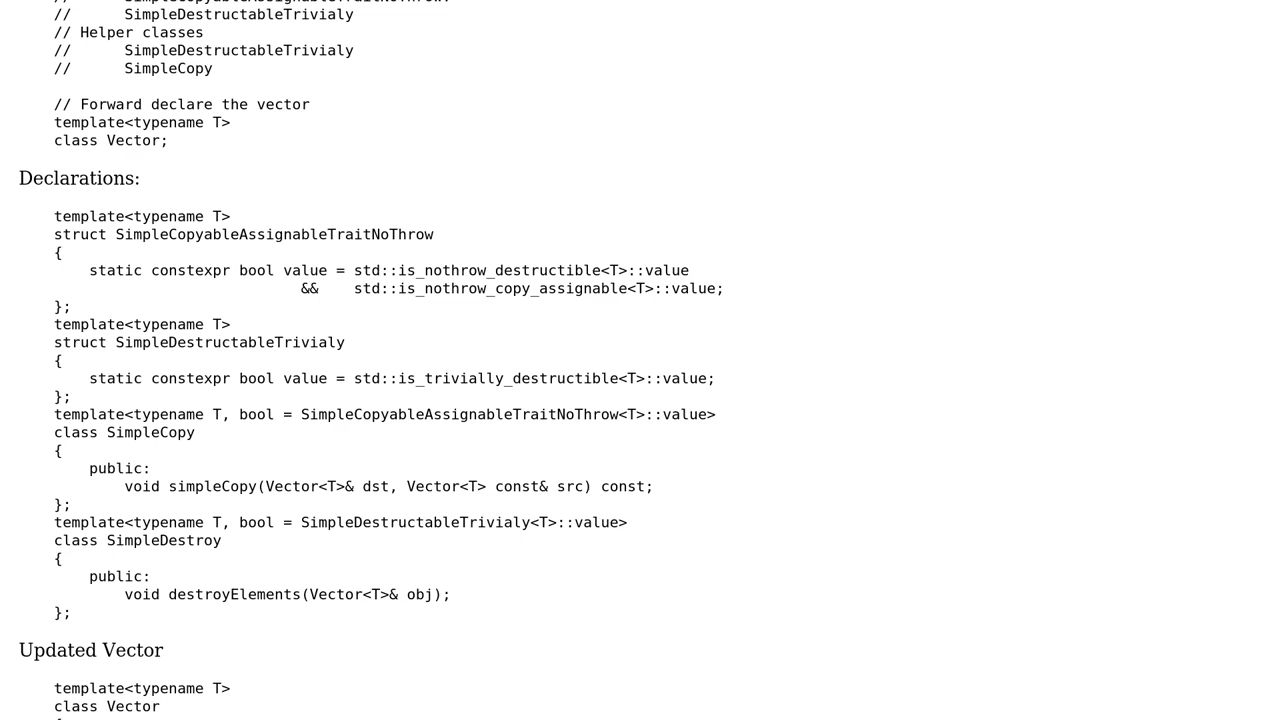 //      SimpleCopyableAssignableTraitNoThrow.
//      SimpleDestructableTrivialy
// Helper classes
//      SimpleDestructableTrivialy
//      SimpleCopy
// Forward declare the vector
template<typename T>
class Vector;
Declarations:
template<typename T>
struct SimpleCopyableAssignableTraitNoThrow
{
    static constexpr bool value = std::is_nothrow_destructible<T>::value
                            &&    std::is_nothrow_copy_assignable<T>::value;
};
template<typename T>
struct SimpleDestructableTrivialy
{
    static constexpr bool value = std::is_trivially_destructible<T>::value;
};
template<typename T, bool = SimpleCopyableAssignableTraitNoThrow<T>::value>
class SimpleCopy
{
    public:
        void simpleCopy(Vector<T>& dst, Vector<T> const& src) const;
};
template<typename T, bool = SimpleDestructableTrivialy<T>::value>
class SimpleDestroy
{
    public:
        void destroyElements(Vector<T>& obj);
};
Updated Vector
template<typename T>
class Vector
{